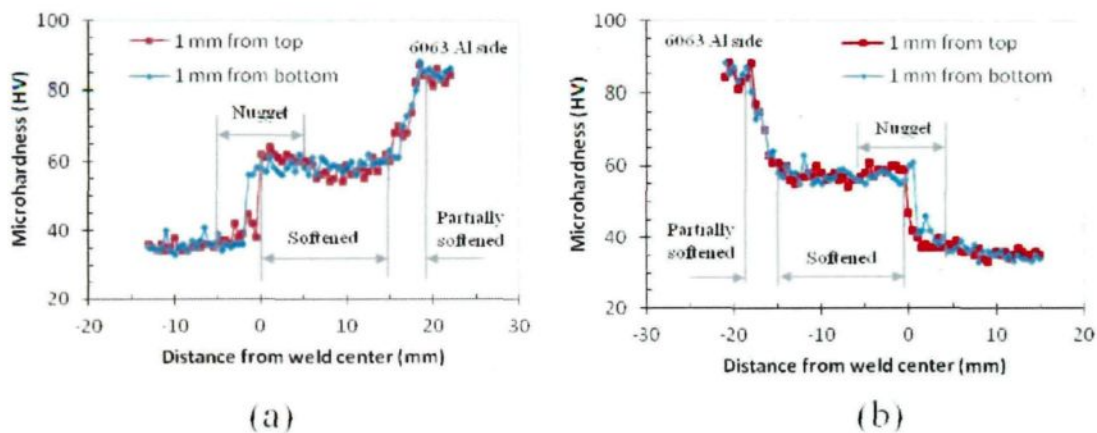 100
80
60
40
20
Microhardness (HV)
1 mm from top
1 mm from bottom
6063 Al side
Nugget
Softened
Partially
softened
-20
-10
0
10
20
30
Distance from weld center (mm)
(a)
100
80
60
40
20
Microhardness (HV)
6063 Al side
1 mm from top
1 mm from bottom
Nugget
Partially
softened
Softened
-30
-20
-10
0
10
20
Distance from weld center (mm)
(b)